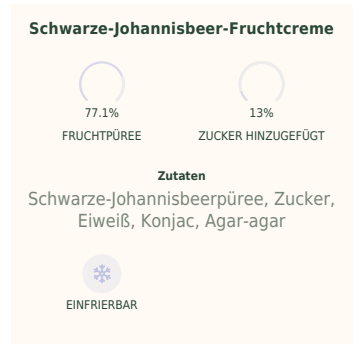 Schwarze-Johannisbeer-Fruchtcreme
77.1%
13%
FRUCHTPÜREE
ZUCKER HINZUGEFÜGT
Zutaten
Schwarze-Johannisbeerpüree, Zucker,
Eiweiß, Konjac, Agar-agar
EINFRIERBAR